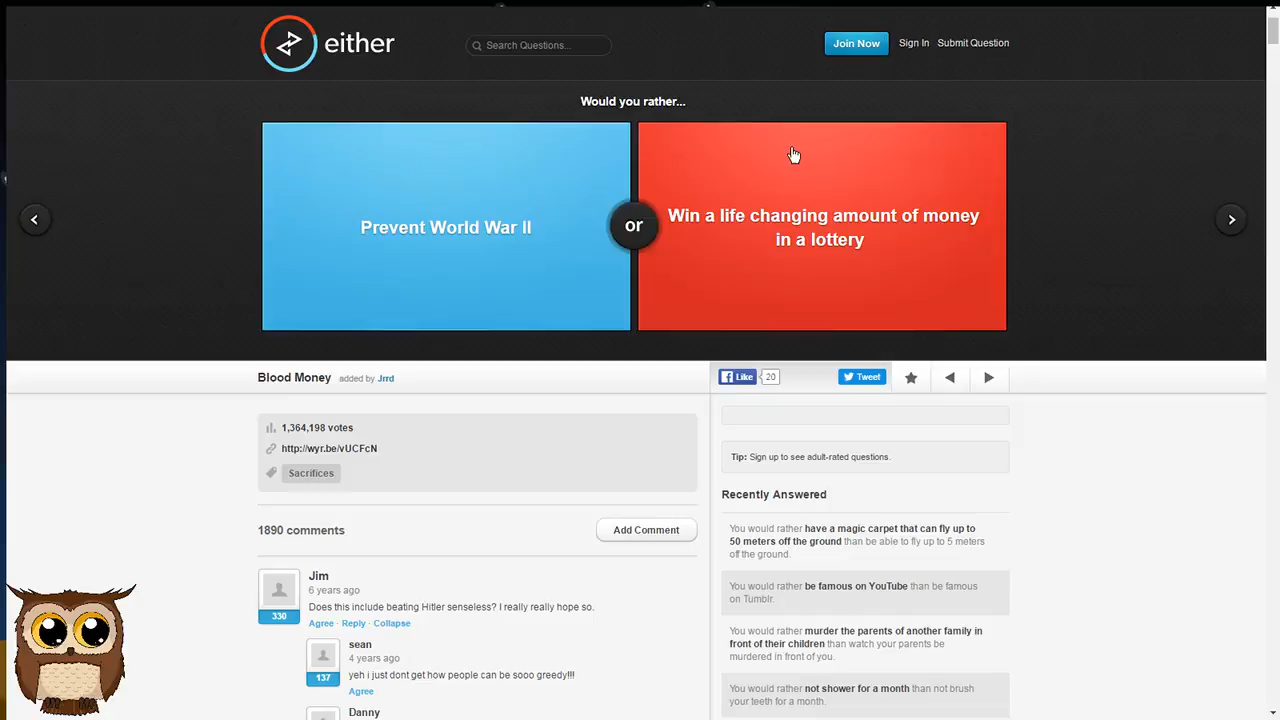 either
Search Questions...
Join Now
Sign In
Submit Question
Would you rather...
Prevent World War II
or
Win a life changing amount of money
in a lottery
Blood Money added by Jrrd
Like
20
Tweet
1,364,198 votes
http://wyr.be/vUCFcN
Sacrifices
1890 comments
Add Comment
Jim
6 years ago
Does this include beating Hitler senseless? I really really hope so.
330
Agree · Reply · Collapse
sean
4 years ago
yeh i just dont get how people can be sooo greedy!!!
137
Agree
Danny
Tip: Sign up to see adult-rated questions.
Recently Answered
You would rather have a magic carpet that can fly up to
50 meters off the ground than be able to fly up to 5 meters
off the ground.
You would rather be famous on YouTube than be famous
on Tumblr.
You would rather murder the parents of another family in
front of their children than watch your parents be
murdered in front of you.
You would rather not shower for a month than not brush
your teeth for a month.